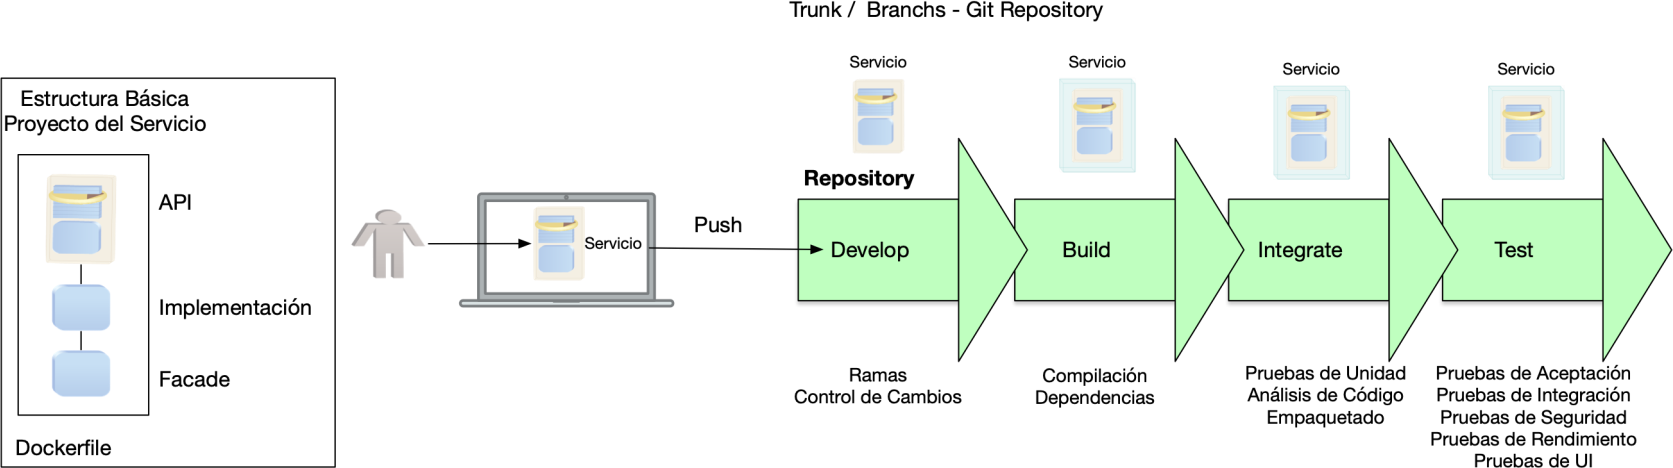 Trunk / Branchs - Git Repository
Estructura Básica
Proyecto del Servicio
API
Implementación
Facade
Dockerfile
Servicio
Push
Servicio
Servicio
Servicio
Servicio
Repository
Develop
Build
Integrate
Test
Ramas
Control de Cambios
Compilación
Dependencias
Pruebas de Unidad
Análisis de Código
Empaquetado
Pruebas de Aceptación
Pruebas de Integración
Pruebas de Seguridad
Pruebas de Rendimiento
Pruebas de UI